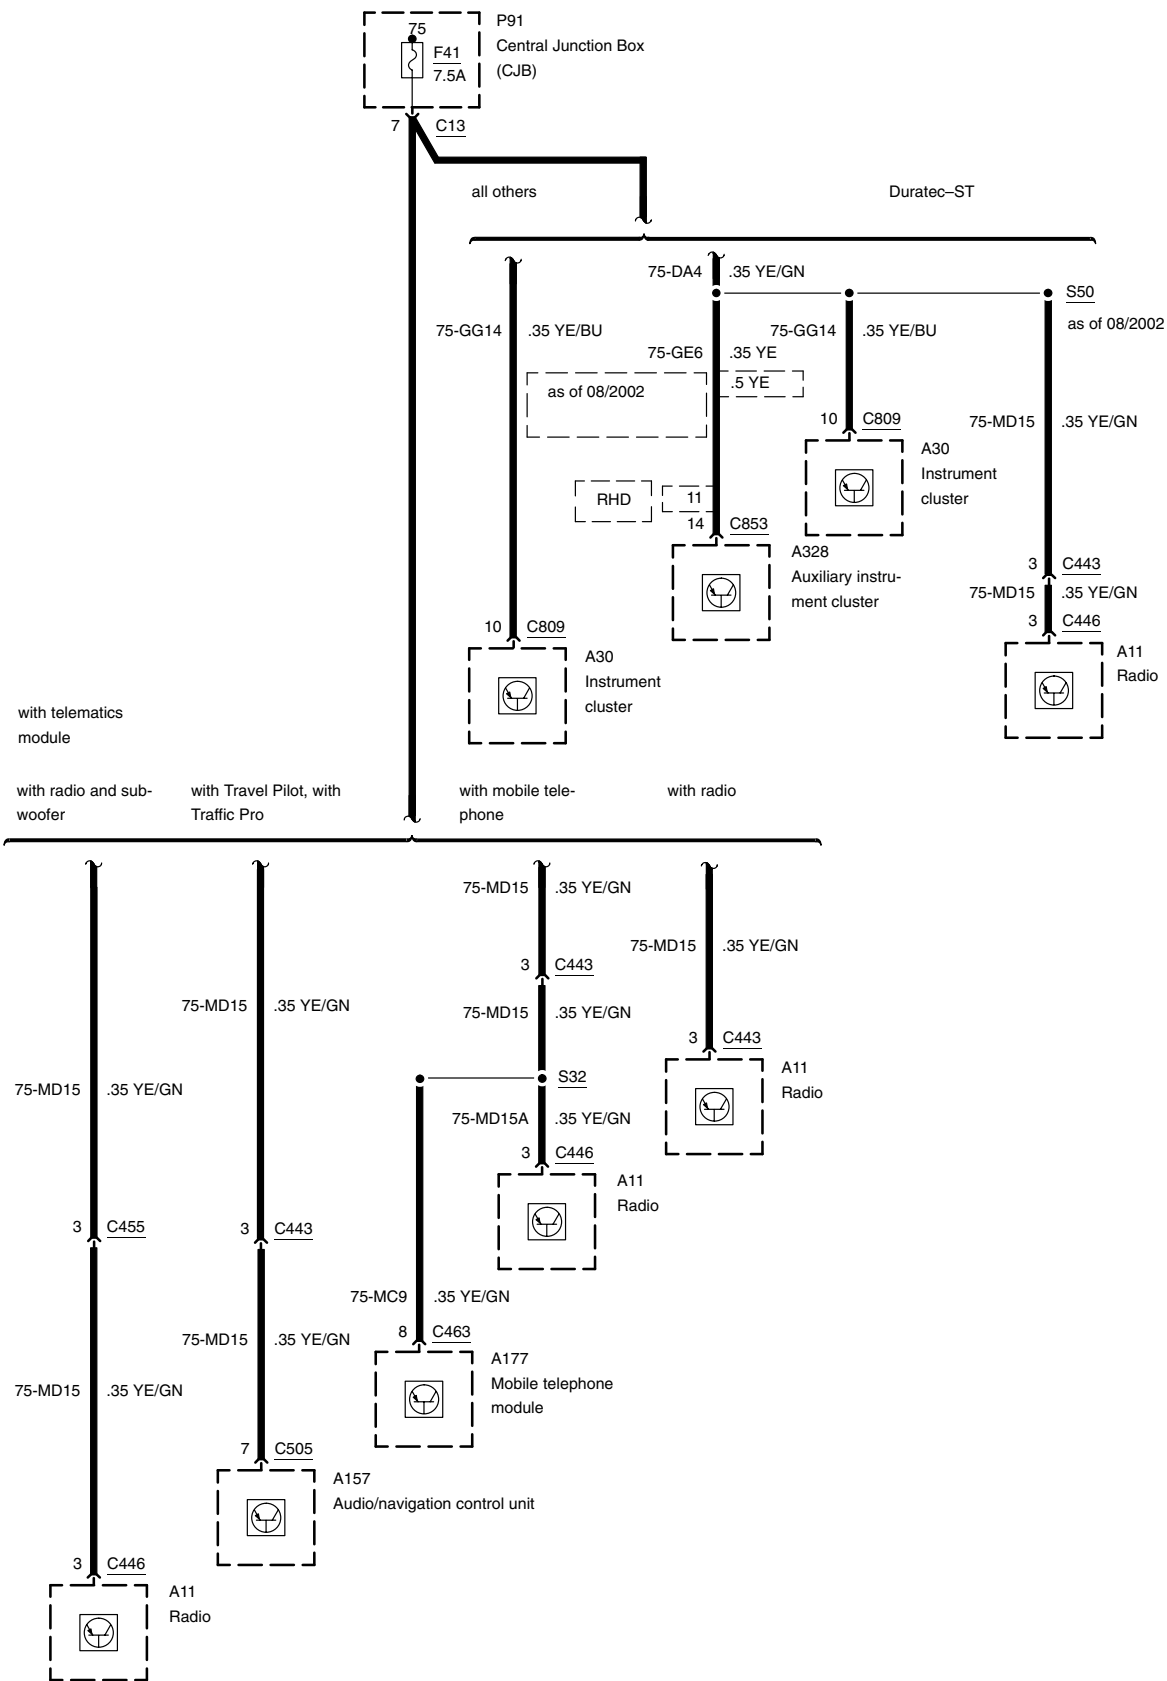 75
F41
7.5A
P91
Central Junction Box
(CJB)
7
C13
all others
Duratec–ST
75-DA4
.35 YE/GN
S50
as of 08/2002
75-GG14
.35 YE/BU
75-GE6
.35 YE
75-GG14
.35 YE/BU
as of 08/2002
.5 YE
10
C809
75-MD15
.35 YE/GN
A30
Instrument
cluster
RHD
11
14
C853
A328
Auxiliary instru-
ment cluster
3
C443
75-MD15
.35 YE/GN
3
C446
A11
Radio
10
C809
A30
Instrument
cluster
with telematics
module
with radio and sub-
woofer
with Travel Pilot, with
Traffic Pro
with mobile tele-
phone
with radio
75-MD15
.35 YE/GN
75-MD15
.35 YE/GN
3
C443
75-MD15
.35 YE/GN
75-MD15
.35 YE/GN
3
C443
A11
Radio
75-MD15
.35 YE/GN
S32
75-MD15A
.35 YE/GN
3
C446
A11
Radio
3
C455
3
C443
75-MC9
.35 YE/GN
8
C463
A177
Mobile telephone
module
75-MD15
.35 YE/GN
75-MD15
.35 YE/GN
7
C505
A157
Audio/navigation control unit
3
C446
A11
Radio